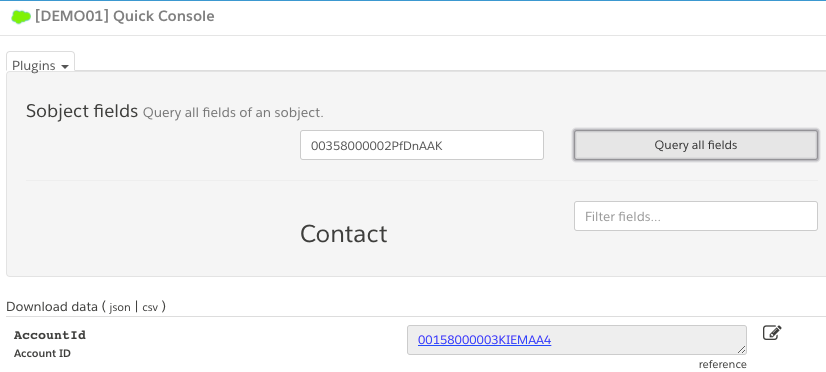 [DEMO01] Quick Console
Plugins
Sobject fields Query all fields of an sobject.
00358000002PfDnAAK Query all fields
Contact Filter fields...
Download data ( json | csv )
AccountId
Account ID
00158000003KIEMAA4
reference